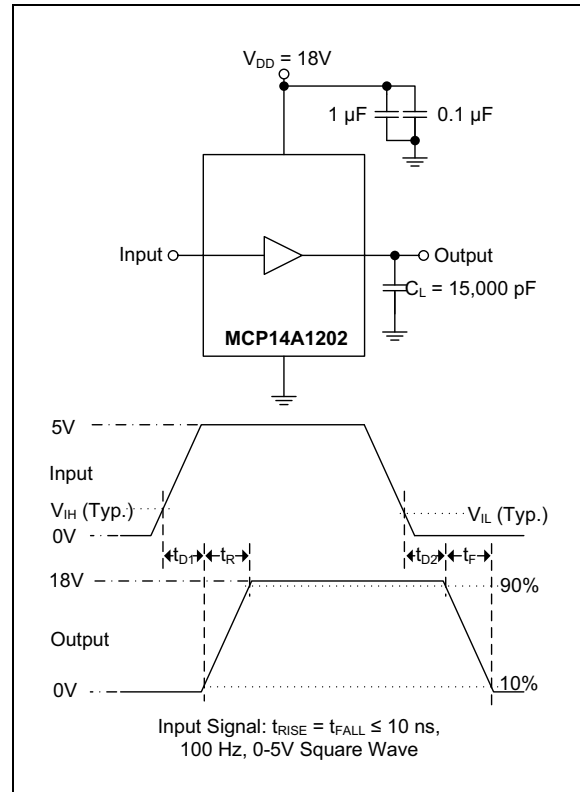 V_DD = 18V
1 µF
0.1 µF
Input
Output
C_L = 15,000 pF
MCP14A1202
5V
Input
V_IH (Typ.)
V_IL (Typ.)
0V
t_D1
t_R
t_D2
t_F
18V
90%
Output
0V
10%
Input Signal: t_RISE = t_FALL ≤ 10 ns,
100 Hz, 0-5V Square Wave